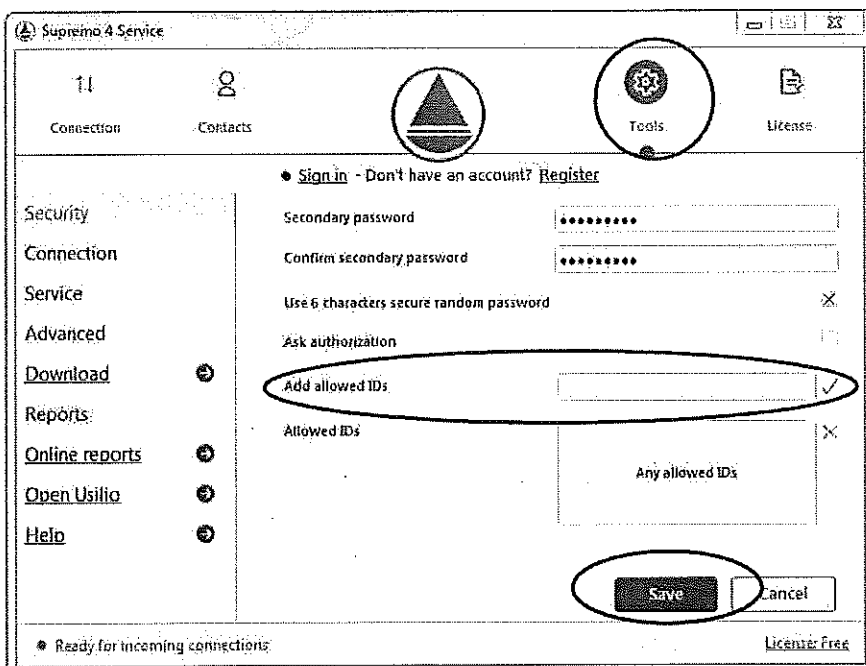 Supremo 4 Service
Connection
Contacts
Tools
License
Sign in - Don't have an account? Register
Security
Connection
Service
Advanced
Download
Reports
Online reports
Open Usilio
Help
Secondary password
Confirm secondary password
Use 6 characters secure random password
Ask authorization
Add allowed IDs
Allowed IDs
Any allowed IDs
Save
Cancel
Ready for incoming connections
License: Free